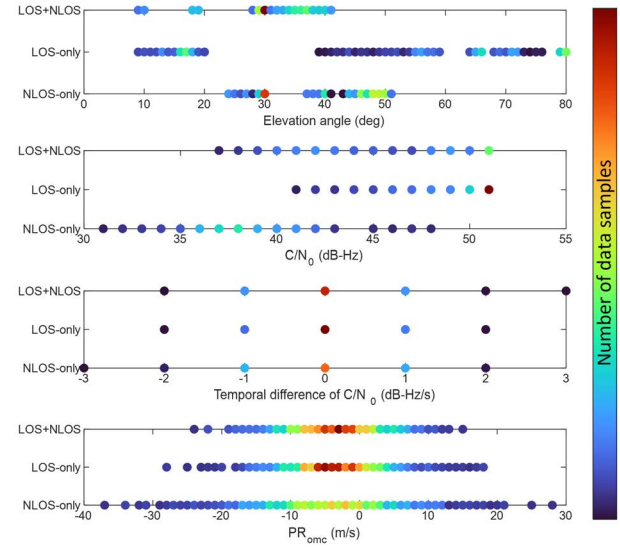 LOS+NLOS
LOS-only
NLOS-only
0 10 20 30 40 50 60 70 80
Elevation angle (deg)
LOS+NLOS
LOS-only
NLOS-only
30 35 40 45 50 55
C/N0 (dB-Hz)
LOS+NLOS
LOS-only
NLOS-only
-3 -2 -1 0 1 2 3
Temporal difference of C/N 0 (dB-Hz/s)
LOS+NLOS
LOS-only
NLOS-only
-40 -30 -20 -10 0 10 20 30
PRomc (m/s)
Number of data samples